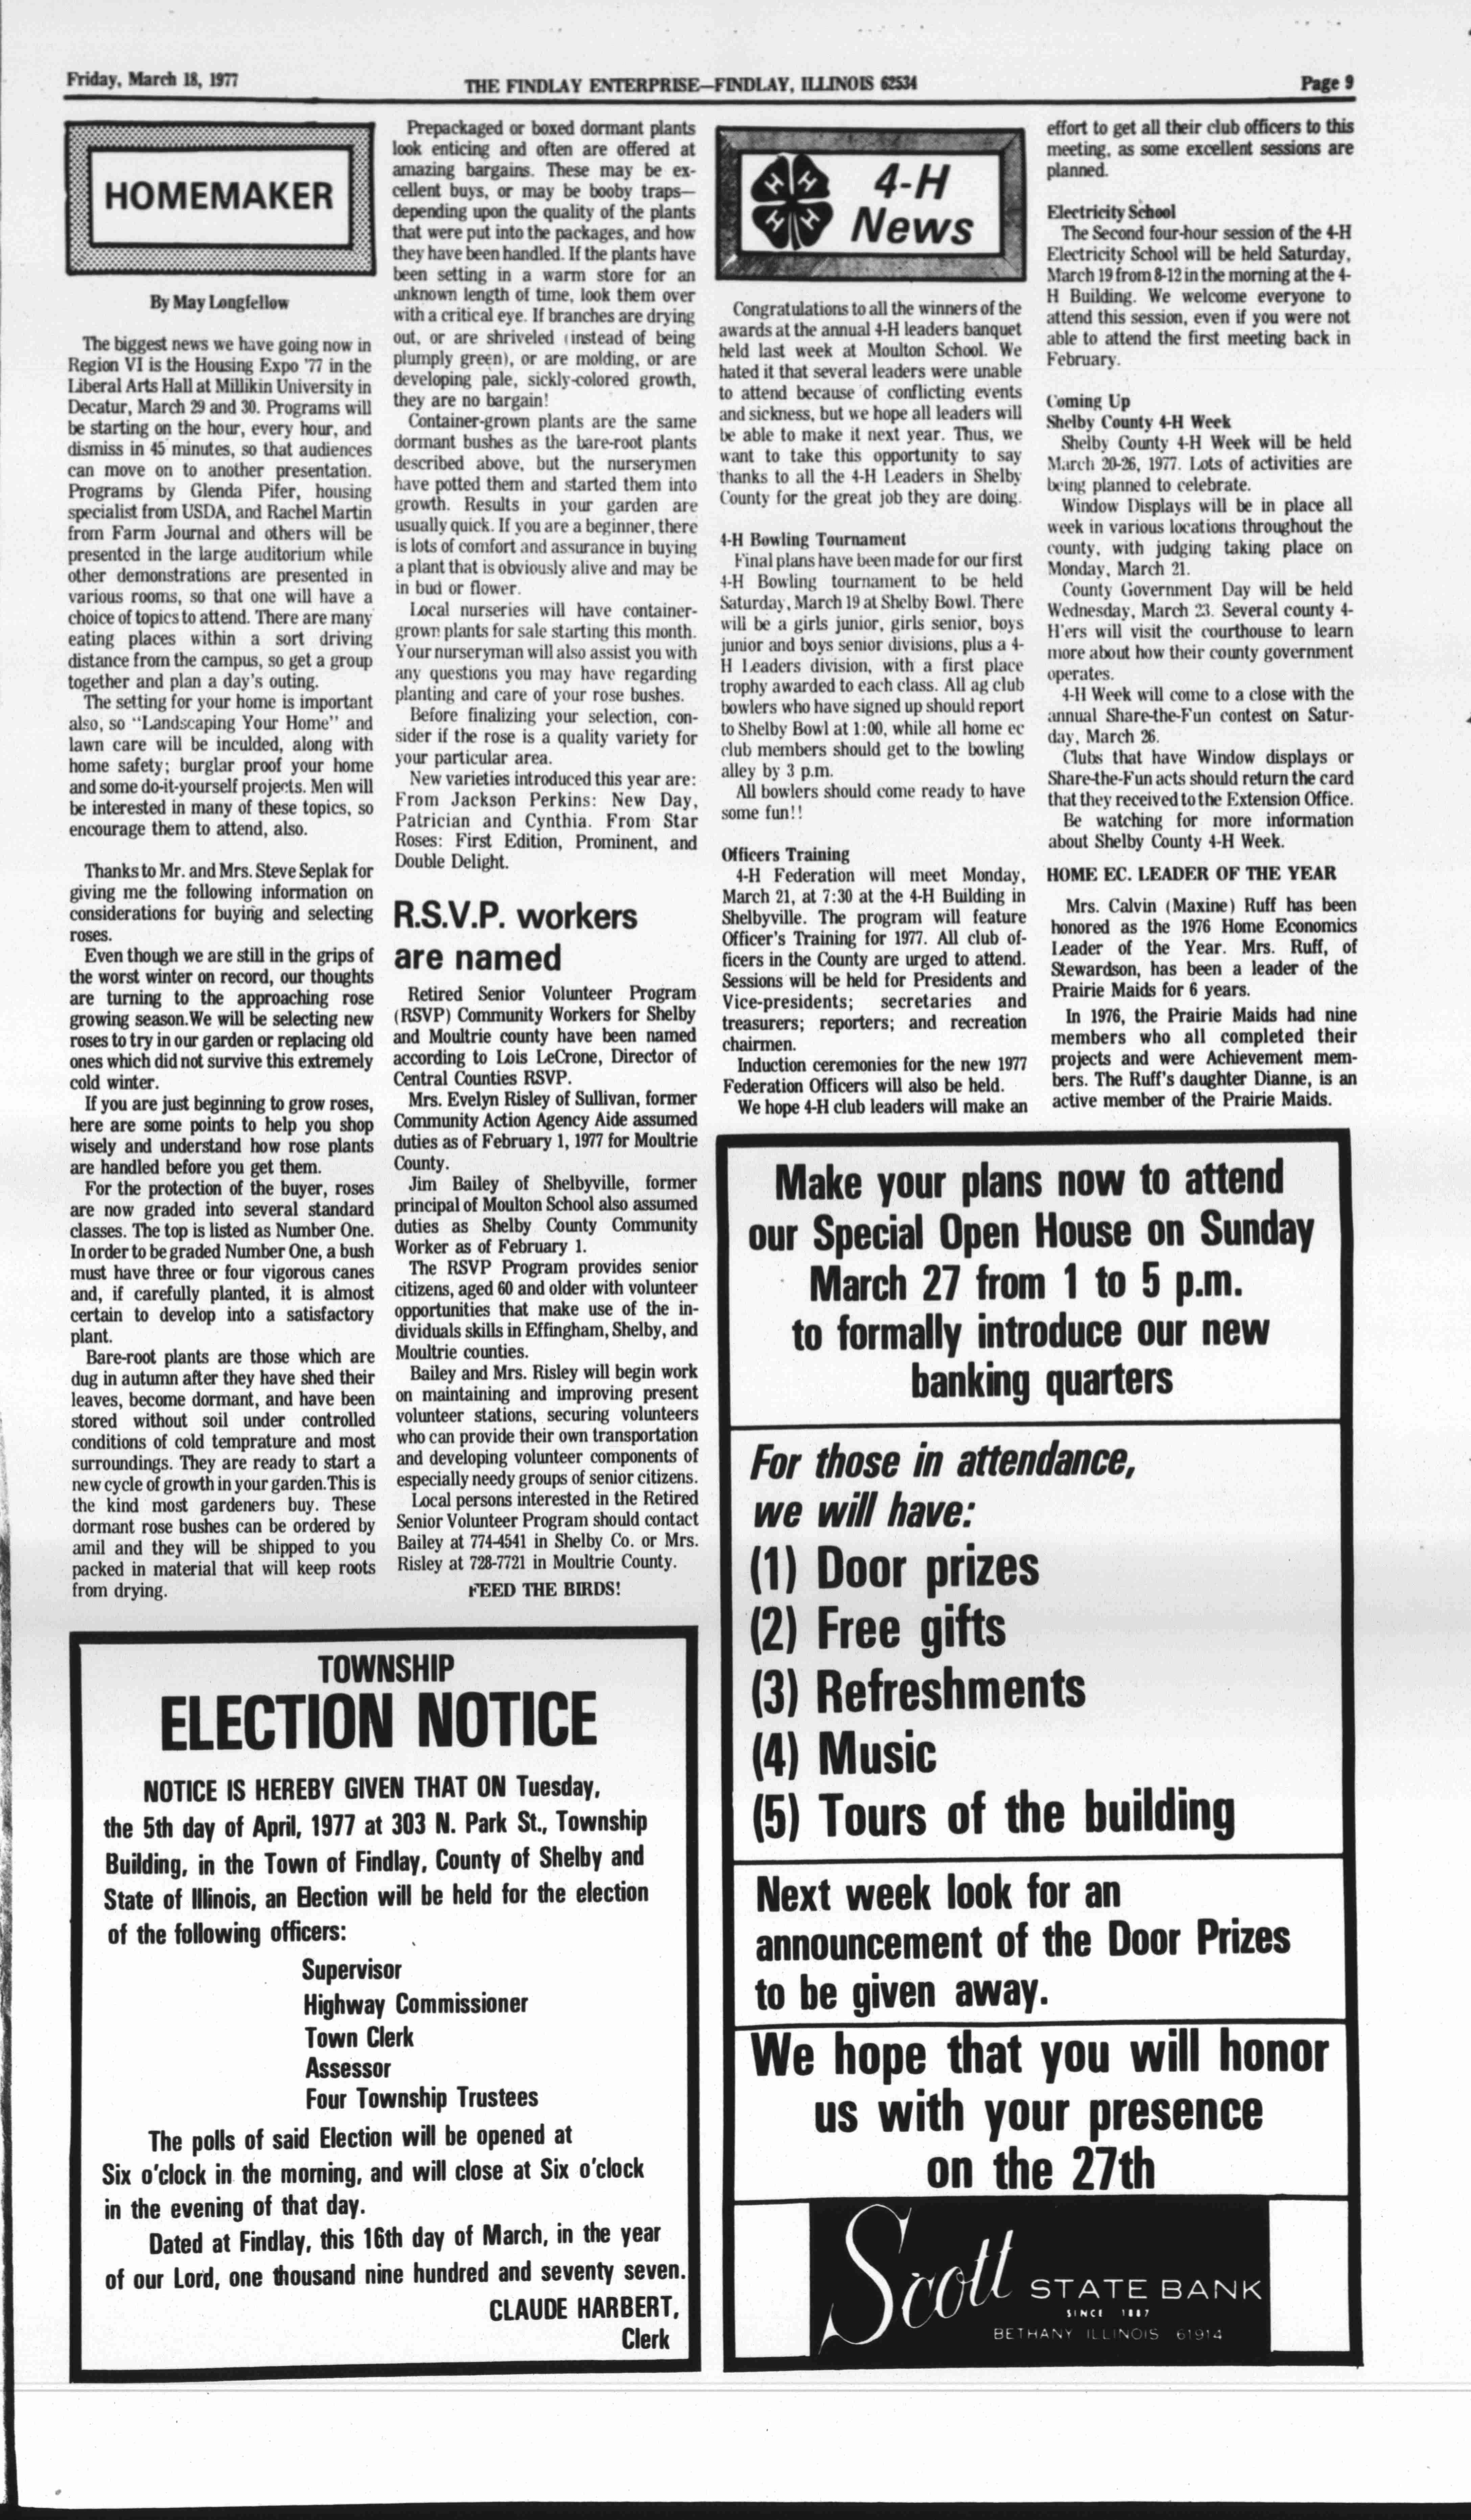 Friday, March 18, 1977
THE FINDLAY ENTERPRISE—FINDLAY, ILLINOIS 62534
Page 9
HOMEMAKER
By May Longfellow
The biggest news we have going now in
Region VI is the Housing Expo '77 in the
Liberal Arts Hall at Millikin University in
Decatur, March 29 and 30. Programs will
be starting on the hour, every hour, and
dismiss in 45 minutes, so that audiences
can move on to another presentation.
Programs by Glenda Pifer, housing
specialist from USDA, and Rachel Martin
from Farm Journal and others will be
presented in the large auditorium while
other demonstrations are presented in
various rooms, so that one will have a
choice of topics to attend. There are many
eating places within a sort driving
distance from the campus, so get a group
together and plan a day's outing.
The setting for your home is important
also, so "Landscaping Your Home" and
lawn care will be inculded, along with
home safety; burglar proof your home
and some do-it-yourself projects. Men will
be interested in many of these topics, so
encourage them to attend, also.
Thanks to Mr. and Mrs. Steve Seplak for
giving me the following information on
considerations for buying and selecting
roses.
Even though we are still in the grips of
the worst winter on record, our thoughts
are turning to the approaching rose
growing season.We will be selecting new
roses to try in our garden or replacing old
ones which did not survive this extremely
cold winter.
If you are just beginning to grow roses,
here are some points to help you shop
wisely and understand how rose plants
are handled before you get them.
For the protection of the buyer, roses
are now graded into several standard
classes. The top is listed as Number One.
In order to be graded Number One, a bush
must have three or four vigorous canes
and, if carefully planted, it is almost
certain to develop into a satisfactory
plant.
Bare-root plants are those which are
dug in autumn after they have shed their
leaves, become dormant, and have been
stored without soil under controlled
conditions of cold temprature and most
surroundings. They are ready to start a
new cycle of growth in your garden.This is
the kind most gardeners buy. These
dormant rose bushes can be ordered by
amil and they will be shipped to you
packed in material that will keep roots
from drying.
Prepackaged or boxed dormant plants
look enticing and often are offered at
amazing bargains. These may be ex-
cellent buys, or may be booby traps—
depending upon the quality of the plants
that were put into the packages, and how
they have been handled. If the plants have
been setting in a warm store for an
unknown length of time, look them over
with a critical eye. If branches are drying
out, or are shriveled (instead of being
plumply green), or are molding, or are
developing pale, sickly-colored growth,
they are no bargain!
Container-grown plants are the same
dormant bushes as the bare-root plants
described above, but the nurserymen
have potted them and started them into
growth. Results in your garden are
usually quick. If you are a beginner, there
is lots of comfort and assurance in buying
a plant that is obviously alive and may be
in bud or flower.
Local nurseries will have container-
grown plants for sale starting this month.
Your nurseryman will also assist you with
any questions you may have regarding
planting and care of your rose bushes.
Before finalizing your selection, con-
sider if the rose is a quality variety for
your particular area.
New varieties introduced this year are:
From Jackson Perkins: New Day,
Patrician and Cynthia. From Star
Roses: First Edition, Prominent, and
Double Delight.
R.S.V.P. workers
are named
Retired Senior Volunteer Program
(RSVP) Community Workers for Shelby
and Moultrie county have been named
according to Lois LeCrone, Director of
Central Counties RSVP.
Mrs. Evelyn Risley of Sullivan, former
Community Action Agency Aide assumed
duties as of February 1, 1977 for Moultrie
County.
Jim Bailey of Shelbyville, former
principal of Moulton School also assumed
duties as Shelby County Community
Worker as of February 1.
The RSVP Program provides senior
citizens, aged 60 and older with volunteer
opportunities that make use of the in-
dividuals skills in Effingham, Shelby, and
Moultrie counties.
Bailey and Mrs. Risley will begin work
on maintaining and improving present
volunteer stations, securing volunteers
who can provide their own transportation
and developing volunteer components of
especially needy groups of senior citizens.
Local persons interested in the Retired
Senior Volunteer Program should contact
Bailey at 774-4541 in Shelby Co. or Mrs.
Risley at 728-7721 in Moultrie County.
FEED THE BIRDS!
H H H H
4-H
News
Congratulations to all the winners of the
awards at the annual 4-H leaders banquet
held last week at Moulton School. We
hated it that several leaders were unable
to attend because of conflicting events
and sickness, but we hope all leaders will
be able to make it next year. Thus, we
want to take this opportunity to say
thanks to all the 4-H Leaders in Shelby
County for the great job they are doing.
4-H Bowling Tournament
Final plans have been made for our first
4-H Bowling tournament to be held
Saturday, March 19 at Shelby Bowl. There
will be a girls junior, girls senior, boys
junior and boys senior divisions, plus a 4-
H Leaders division, with a first place
trophy awarded to each class. All ag club
bowlers who have signed up should report
to Shelby Bowl at 1:00, while all home ec
club members should get to the bowling
alley by 3 p.m.
All bowlers should come ready to have
some fun!!
Officers Training
4-H Federation will meet Monday,
March 21, at 7:30 at the 4-H Building in
Shelbyville. The program will feature
Officer's Training for 1977. All club of-
ficers in the County are urged to attend.
Sessions will be held for Presidents and
Vice-presidents; secretaries and
treasurers; reporters; and recreation
chairmen.
Induction ceremonies for the new 1977
Federation Officers will also be held.
We hope 4-H club leaders will make an
effort to get all their club officers to this
meeting, as some excellent sessions are
planned.
Electricity School
The Second four-hour session of the 4-H
Electricity School will be held Saturday,
March 19 from 8-12 in the morning at the 4-
H Building. We welcome everyone to
attend this session, even if you were not
able to attend the first meeting back in
February.
Coming Up
Shelby County 4-H Week
Shelby County 4-H Week will be held
March 20-26, 1977. Lots of activities are
being planned to celebrate.
Window Displays will be in place all
week in various locations throughout the
county, with judging taking place on
Monday, March 21.
County Government Day will be held
Wednesday, March 23. Several county 4-
H'ers will visit the courthouse to learn
more about how their county government
operates.
4-H Week will come to a close with the
annual Share-the-Fun contest on Satur-
day, March 26.
Clubs that have Window displays or
Share-the-Fun acts should return the card
that they received to the Extension Office.
Be watching for more information
about Shelby County 4-H Week.
HOME EC. LEADER OF THE YEAR
Mrs. Calvin (Maxine) Ruff has been
honored as the 1976 Home Economics
Leader of the Year. Mrs. Ruff, of
Stewardson, has been a leader of the
Prairie Maids for 6 years.
In 1976, the Prairie Maids had nine
members who all completed their
projects and were Achievement mem-
bers. The Ruff's daughter Dianne, is an
active member of the Prairie Maids.
TOWNSHIP
ELECTION NOTICE
NOTICE IS HEREBY GIVEN THAT ON Tuesday,
the 5th day of April, 1977 at 303 N. Park St., Township
Building, in the Town of Findlay, County of Shelby and
State of Illinois, an Election will be held for the election
of the following officers:
Supervisor
Highway Commissioner
Town Clerk
Assessor
Four Township Trustees
The polls of said Election will be opened at
Six o'clock in the morning, and will close at Six o'clock
in the evening of that day.
Dated at Findlay, this 16th day of March, in the year
of our Lord, one thousand nine hundred and seventy seven.
CLAUDE HARBERT,
Clerk
Make your plans now to attend
our Special Open House on Sunday
March 27 from 1 to 5 p.m.
to formally introduce our new
banking quarters
For those in attendance,
we will have:
(1) Door prizes
(2) Free gifts
(3) Refreshments
(4) Music
(5) Tours of the building
Next week look for an
announcement of the Door Prizes
to be given away.
We hope that you will honor
us with your presence
on the 27th
Scott STATE BANK
SINCE 1887
BETHANY ILLINOIS 61914